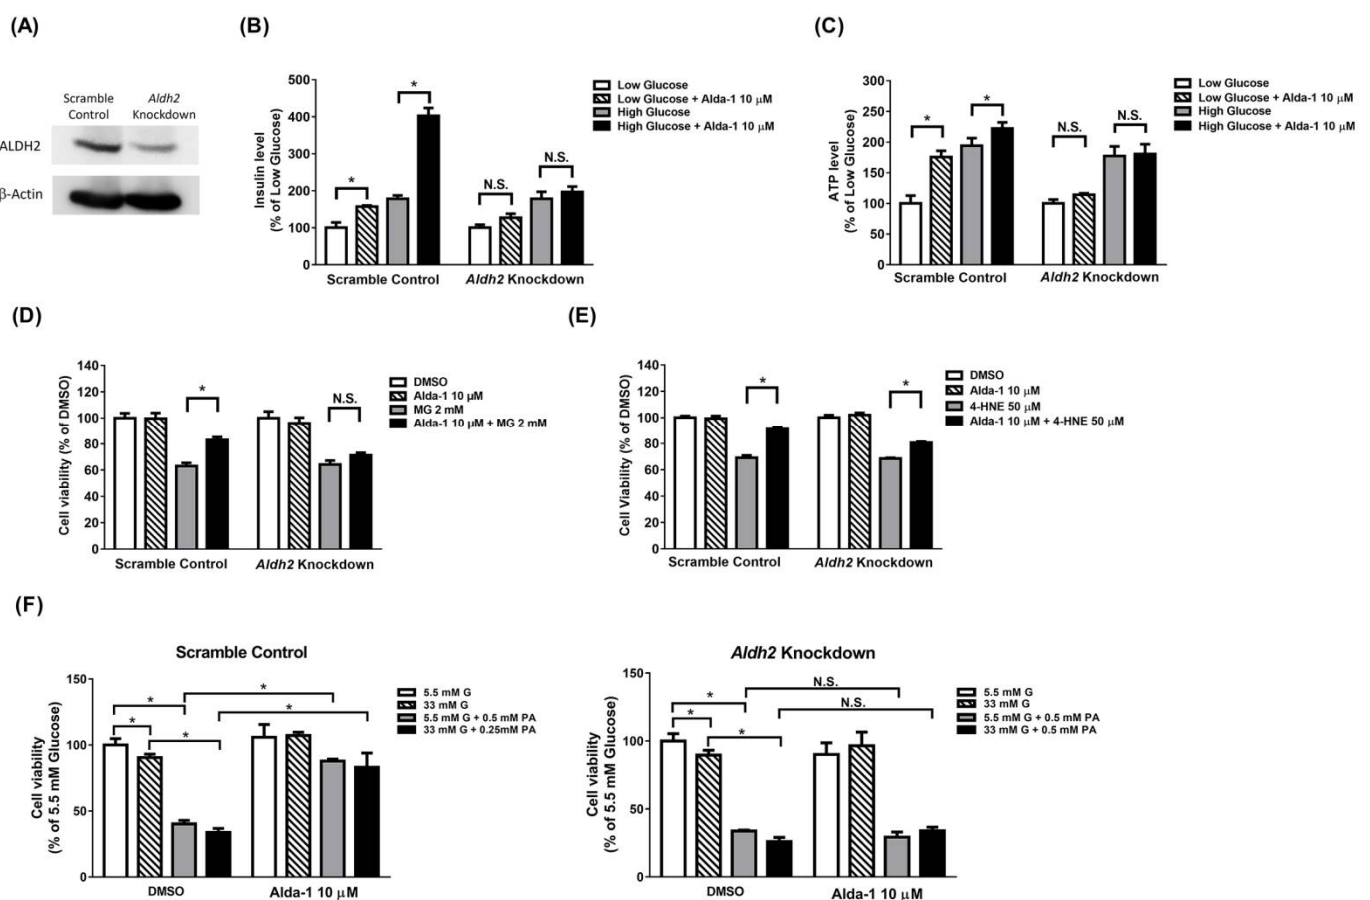 (A)
Scramble
Control
Aldh2
Knockdown
ALDH2
β-Actin
(B)
Insulin level
(% of Low Glucose)
500
400
300
200
100
0
*
*
N.S.
N.S.
Scramble Control
Aldh2 Knockdown
Low Glucose
Low Glucose + Alda-1 10 μM
High Glucose
High Glucose + Alda-1 10 μM
(C)
ATP level
(% of Low Glucose)
300
250
200
150
100
50
0
*
*
N.S.
N.S.
Scramble Control
Aldh2 Knockdown
Low Glucose
Low Glucose + Alda-1 10 μM
High Glucose
High Glucose + Alda-1 10 μM
(D)
Cell viability (% of DMSO)
140
120
100
80
60
40
20
0
*
N.S.
Scramble Control
Aldh2 Knockdown
DMSO
Alda-1 10 μM
MG 2 mM
Alda-1 10 μM + MG 2 mM
(E)
Cell Viability (% of DMSO)
140
120
100
80
60
40
20
0
*
*
Scramble Control
Aldh2 Knockdown
DMSO
Alda-1 10 μM
4-HNE 50 μM
Alda-1 10 μM + 4-HNE 50 μM
(F)
Scramble Control
Cell viability
(% of 5.5 mM Glucose)
150
100
50
0
*
*
*
*
*
DMSO
Alda-1 10 μM
5.5 mM G
33 mM G
5.5 mM G + 0.5 mM PA
33 mM G + 0.25mM PA
Aldh2 Knockdown
Cell viability
(% of 5.5 mM Glucose)
150
100
50
0
N.S.
*
N.S.
*
*
DMSO
Alda-1 10 μM
5.5 mM G
33 mM G
5.5 mM G + 0.5 mM PA
33 mM G + 0.5 mM PA